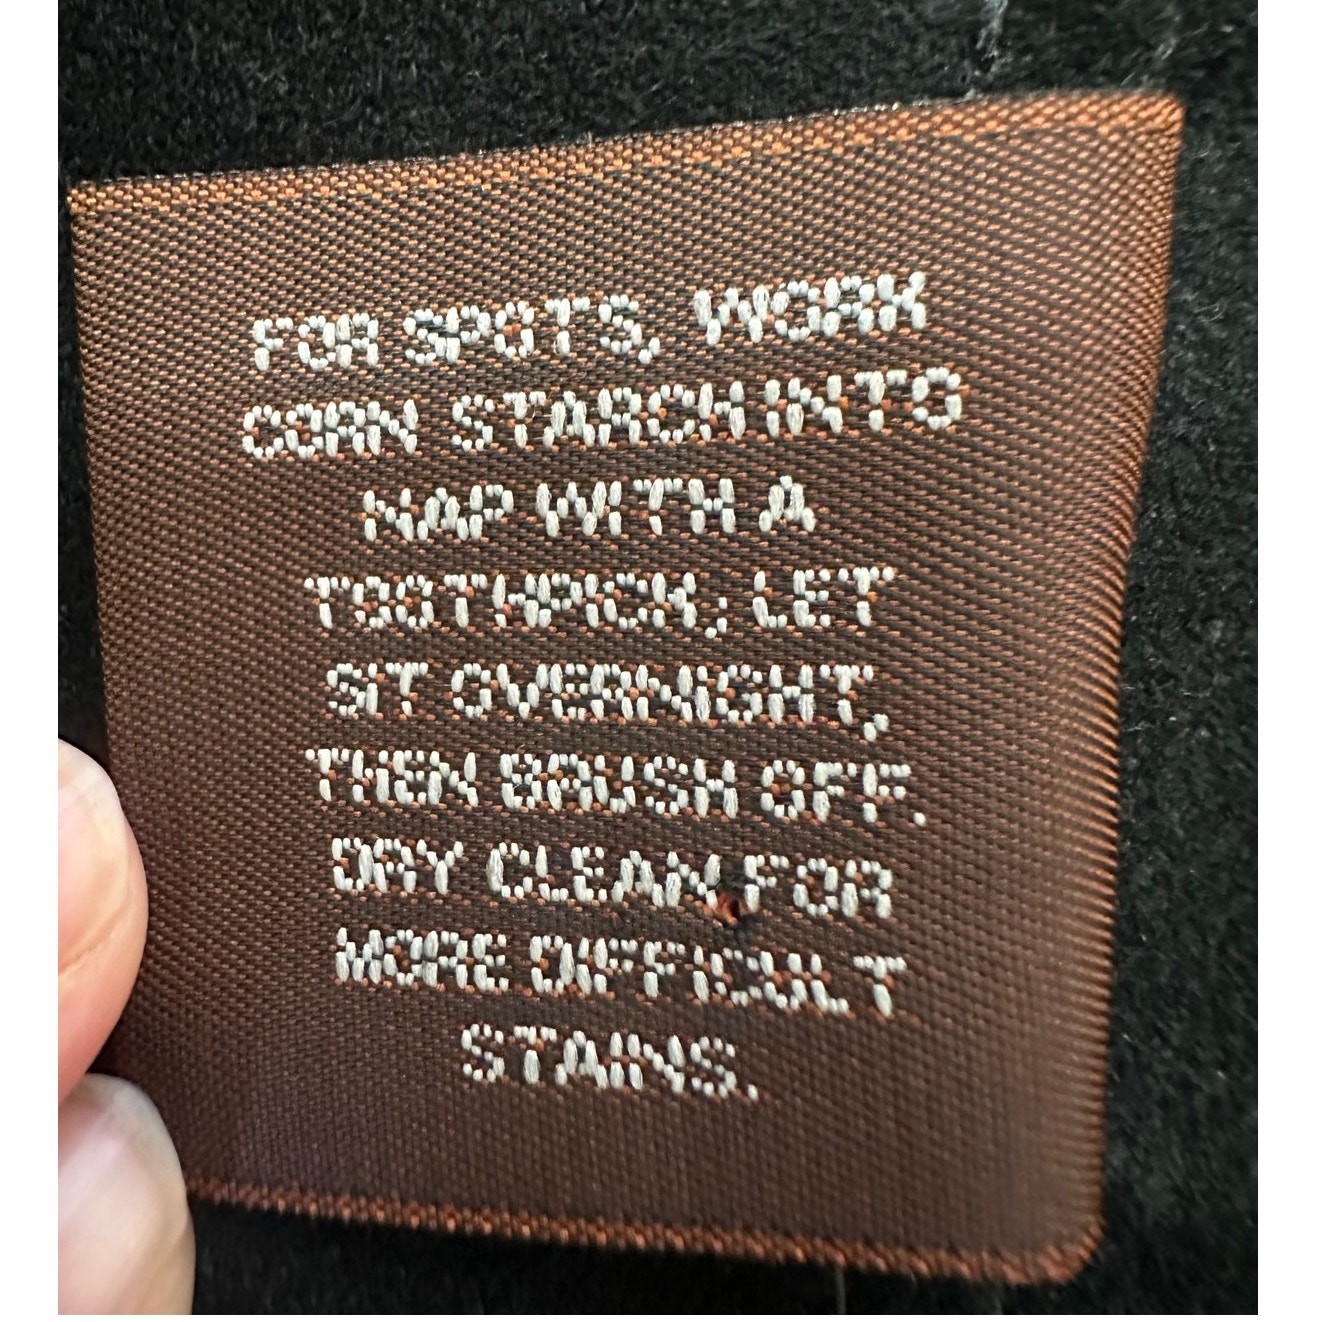 FOR SPOTS, WORK
CORN STARCH INTO
NAP WITH A
TOOTHPICK; LET
SIT OVERNIGHT,
THEN BRUSH OFF.
DRY CLEAN FOR
MORE DIFFICULT
STAINS.